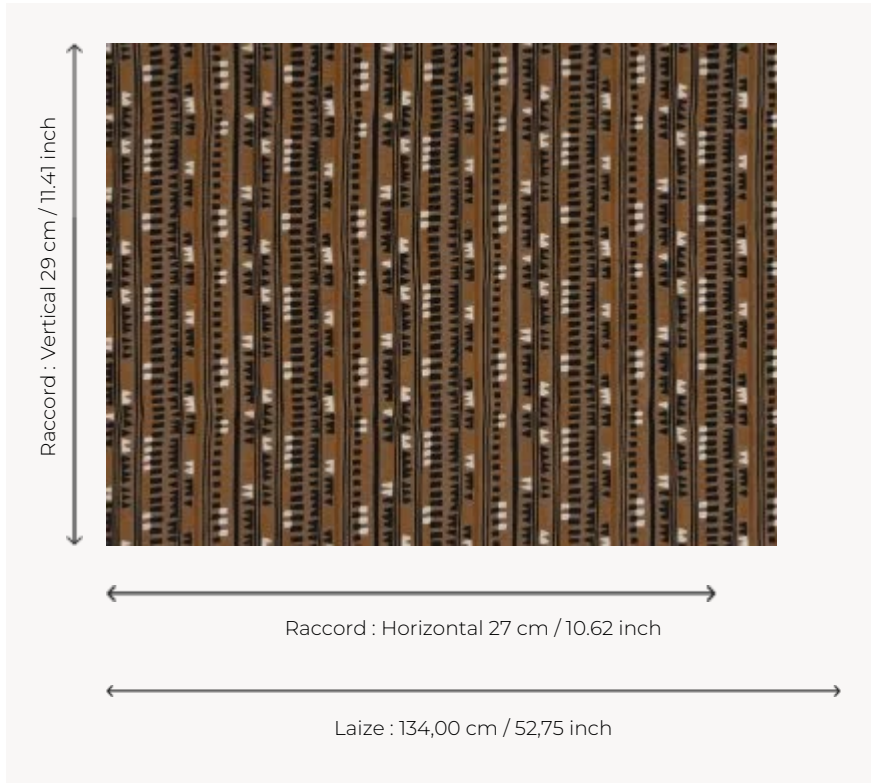 Raccord : Vertical 29 cm / 11.41 inch
Raccord : Horizontal 27 cm / 10.62 inch
Laize : 134,00 cm / 52,75 inch